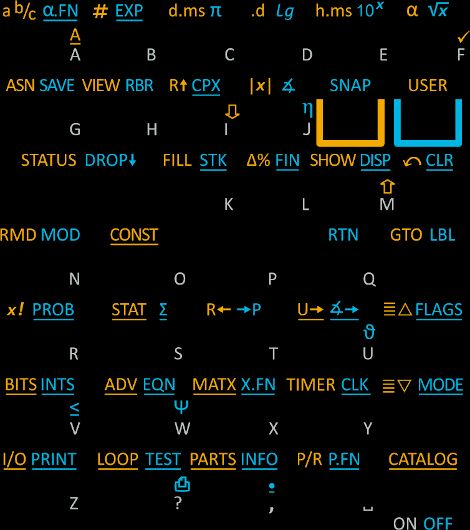 a b/c α.FN # EXP d.ms π .d lg h.ms 10ˣ α √x
A
A B C D E F ✓
ASN SAVE VIEW RBR R↑ CPX |x| ∡ SNAP USER
⇩ η
G H I J
STATUS DROP↓ FILL STK Δ% FIN SHOW DISP ↶ CLR
⇧
K L M
RMD MOD CONST RTN GTO LBL
N O P Q
x! PROB STAT Σ R← →P U→ ∡→ ≣△ FLAGS
ϑ
R S T U
BITS INTS ADV EQN MATX X.FN TIMER CLK ≣▽ MODE
≤ Ψ
V W X Y
I/O PRINT LOOP TEST PARTS INFO P/R P.FN CATALOG
Z ? , ␣
ON OFF